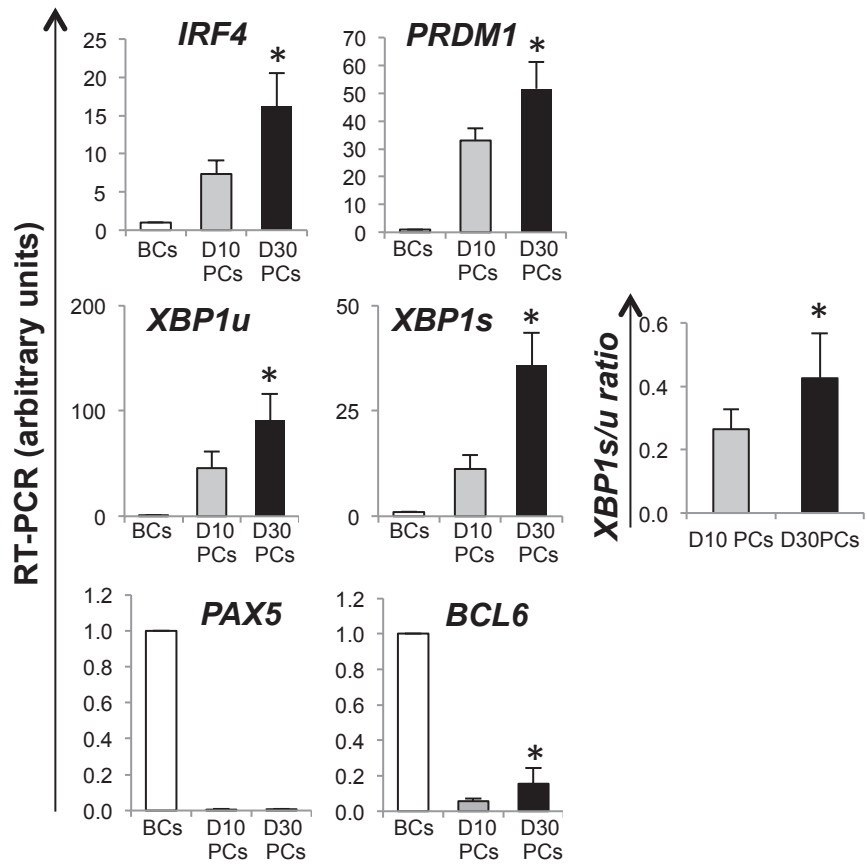 RT-PCR (arbitrary units)
IRF4
*
25
20
15
10
5
0
BCs
D10
PCs
D30
PCs
PRDM1
*
70
60
50
40
30
20
10
0
BCs
D10
PCs
D30
PCs
XBP1u
*
200
100
0
BCs
D10
PCs
D30
PCs
XBP1s
*
50
25
0
BCs
D10
PCs
D30
PCs
XBP1s/u ratio
*
0.6
0.4
0.2
0.0
D10 PCs
D30PCs
PAX5
1.2
1.0
0.8
0.6
0.4
0.2
0.0
BCs
D10
PCs
D30
PCs
BCL6
*
1.2
1.0
0.8
0.6
0.4
0.2
0.0
BCs
D10
PCs
D30
PCs